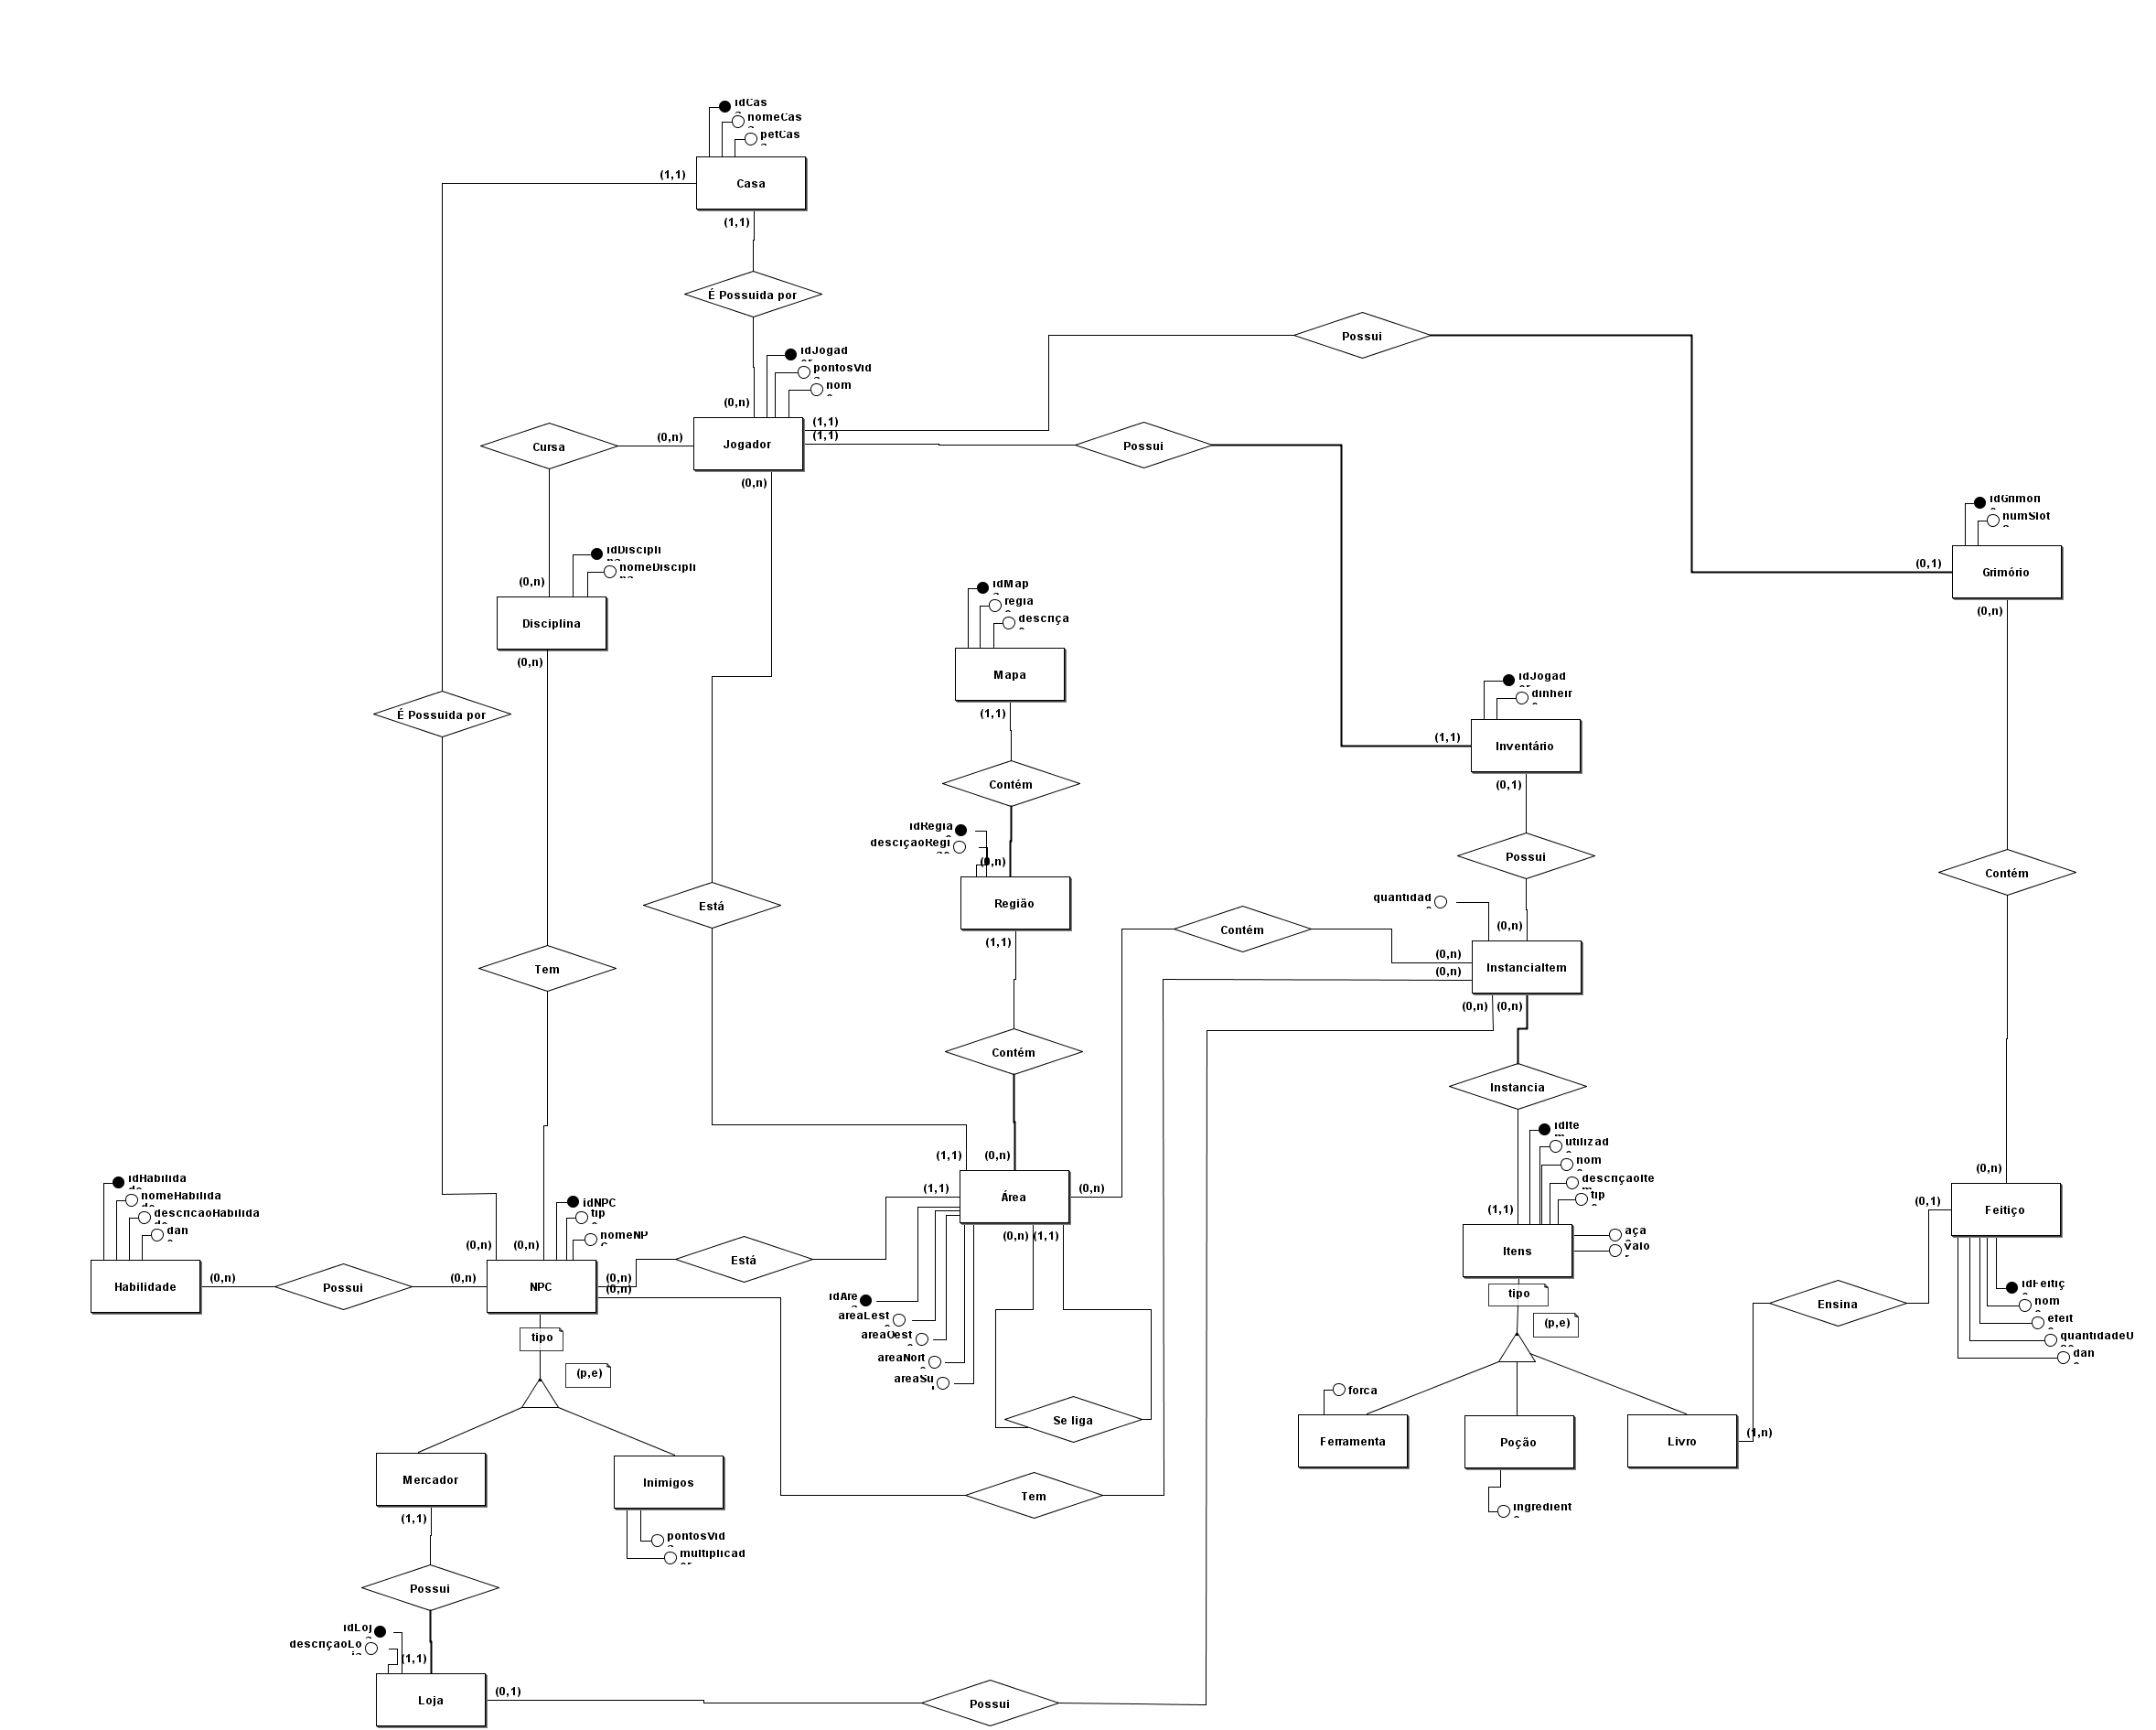 idCas
nomeCas
petCas
(1,1)
Casa
(1,1)
É Possuida por
Possui
idJogad
pontosVid
nom
(0,n)
(1,1)
Cursa
(0,n)
Jogador
(1,1)
Possui
(0,n)
idGrimori
numSlot
idDiscipli
nomeDiscipli
(0,n)
Disciplina
(0,n)
(0,1)
Grimório
(0,n)
idMap
regia
descriça
Mapa
(1,1)
idJogad
dinheir
É Possuida por
(1,1)
Inventário
(0,1)
Contém
idRegia
desciçaoRegi
(0,n)
Possui
Contém
Região
(1,1)
Está
quantidad
Contém
(0,n)
(0,n)
(0,n)
InstanciaItem
(0,n)
(0,n)
Tem
Contém
Instancia
idIte
utilizad
nom
descriçaoIte
tip
(1,1)
(0,n)
(1,1)
Área
(0,n)
(0,n)
(1,1)
idHabilida
nomeHabilida
descricaoHabilida
dan
idNPC
tip
nomeNP
(0,n)
(0,n)
(0,n)
Habilidade
(0,n)
Possui
(0,n)
NPC
(0,n)
(0,n)
Está
(1,1)
Itens
aça
valo
(0,n)
(0,1)
Feitiço
idFeitiç
nom
efeit
quantidadeU
dan
idAre
areaLest
areaOest
areaNort
areaSu
tipo
(p,e)
Ensina
tipo
(p,e)
Se liga
forca
Ferramenta
Poção
Livro
(1,n)
ingredient
Mercador
(1,1)
Inimigos
pontosVid
multiplicad
Tem
Possui
idLoj
descriçaoLo
(1,1)
Loja
(0,1)
Possui